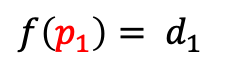 f(p₁) = d₁